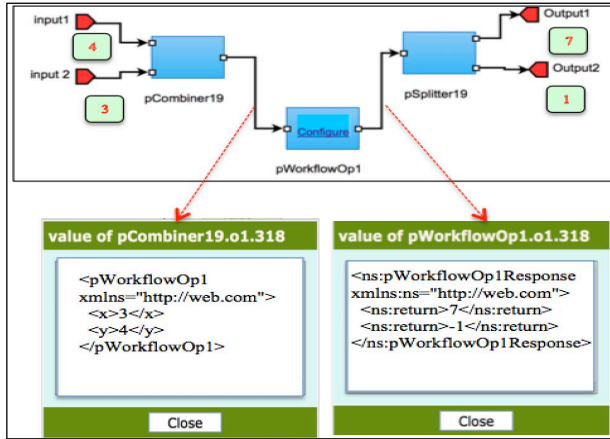 input1
4
input 2
3
pCombiner19
Configure
pWorkflowOp1
pSplitter19
Output1
7
Output2
1
value of pCombiner19.o1.318
<pWorkflowOp1
xmlns="http://web.com">
<x>3</x>
<y>4</y>
</pWorkflowOp1>
Close
value of pWorkflowOp1.o1.318
<ns:pWorkflowOp1Response
xmlns:ns="http://web.com">
<ns:return>7</ns:return>
<ns:return>-1</ns:return>
</ns:pWorkflowOp1Response>
Close